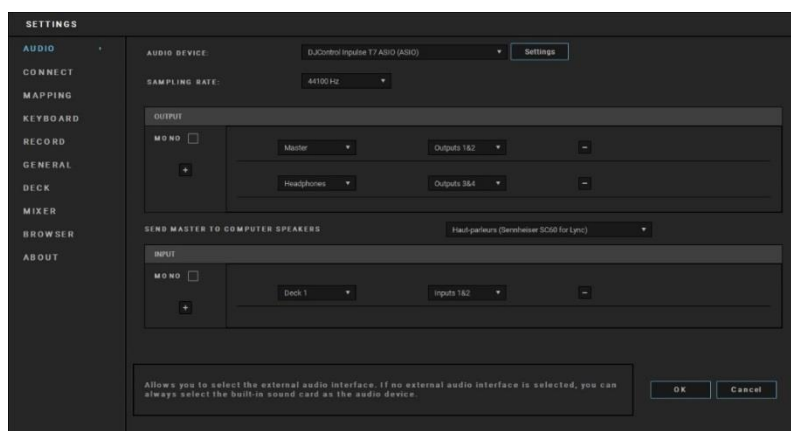 SETTINGS
AUDIO
CONNECT
MAPPING
KEYBOARD
RECORD
GENERAL
DECK
MIXER
BROWSER
ABOUT
AUDIO DEVICE:
DJControl Inpulse T7 ASIO (ASIO)
Settings
SAMPLING RATE:
44100 Hz
OUTPUT
MONO
Master
Outputs 1&2
+
Headphones
Outputs 3&4
SEND MASTER TO COMPUTER SPEAKERS
Haut-parleurs (Sennheiser SC60 for Lync)
INPUT
MONO
Deck 1
Inputs 1&2
+
Allows you to select the external audio interface. If no external audio interface is selected, you can
always select the built-in sound card as the audio device.
OK
Cancel